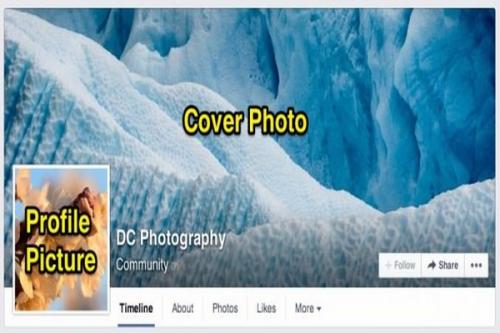 Cover Photo
Profile
Picture
DC Photography
Community
+ Follow
Share
Timeline About Photos Likes More